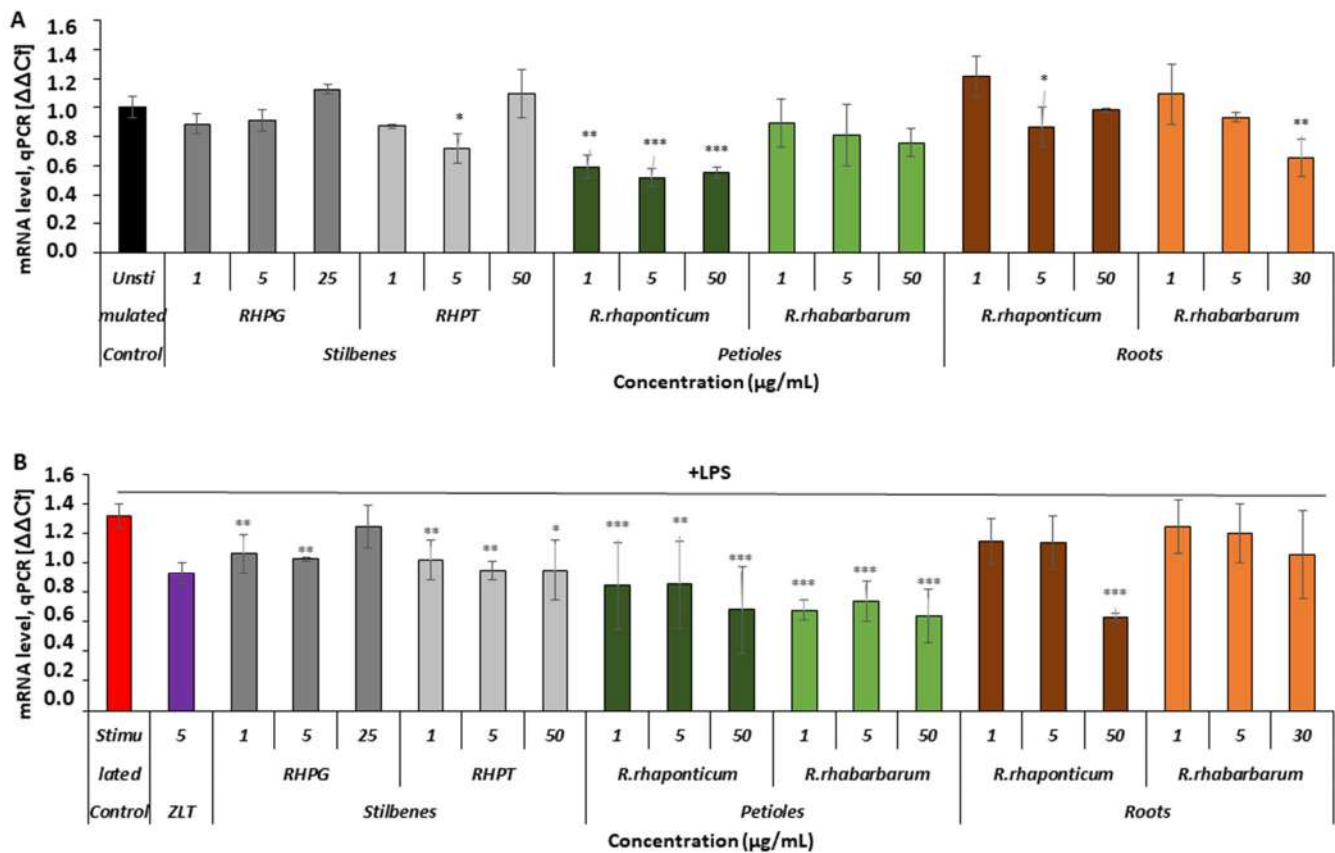 A
mRNA level, qPCR [ΔΔCt]
1.6
1.4
1.2
1.0
0.8
0.6
0.4
0.2
0.0
* ** *** *** * **
Unsti 1 5 25 1 5 50 1 5 50 1 5 50 1 5 50 1 5 30
mulated RHPG RHPT R.rhaponticum R.rhabarbarum R.rhaponticum R.rhabarbarum
Control Stilbenes Petioles Roots
Concentration (µg/mL)
B
mRNA level, qPCR [ΔΔCt]
+LPS
1.6
1.4
1.2
1.0
0.8
0.6
0.4
0.2
0.0
** ** ** ** * *** ** *** *** *** *** ***
Stimu 5 1 5 25 1 5 50 1 5 50 1 5 50 1 5 50 1 5 30
lated RHPG RHPT R.rhaponticum R.rhabarbarum R.rhaponticum R.rhabarbarum
Control ZLT Stilbenes Petioles Roots
Concentration (µg/mL)